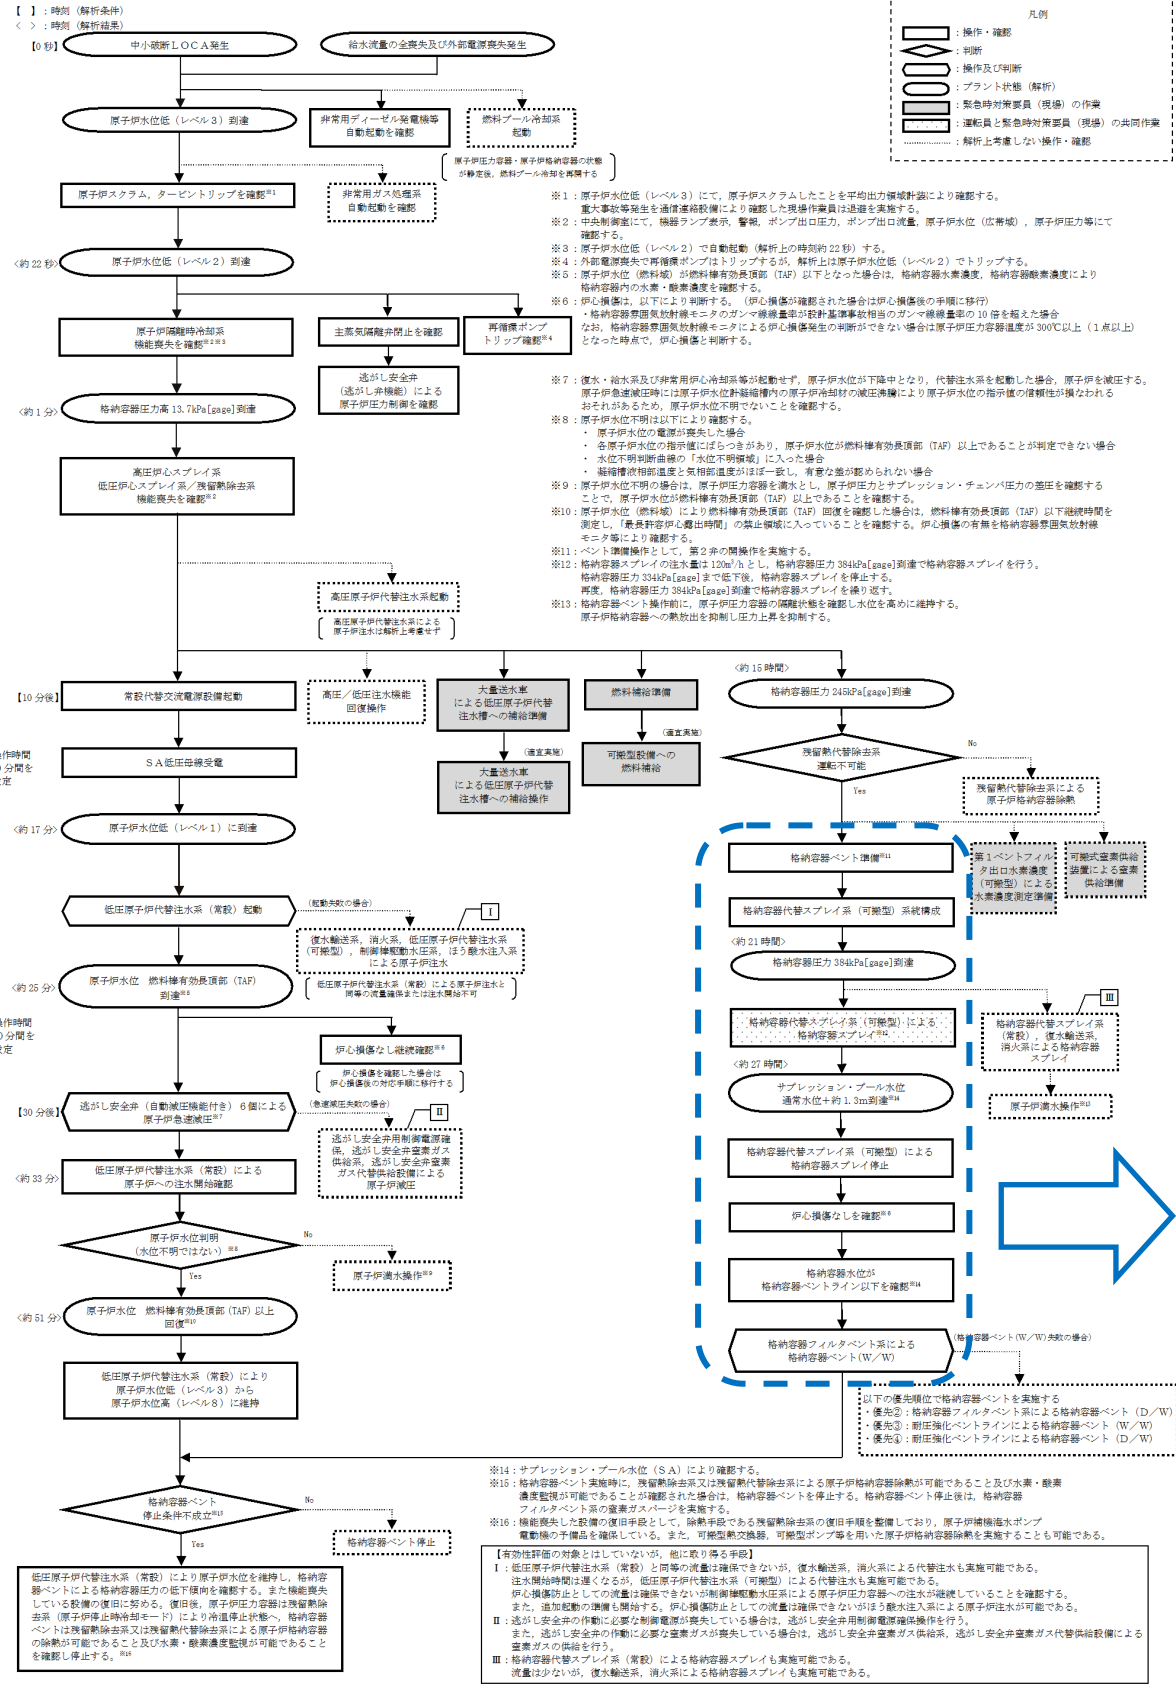 【　】：時刻（解析条件）
＜　＞：時刻（解析結果）
【0 秒】
中小破断ＬＯＣＡ発生
給水流量の全喪失及び外部電源喪失発生
凡例
：操作・確認
：判断
：操作及び判断
：プラント状態（解析）
：緊急時対策要員（現場）の作業
：運転員と緊急時対策要員（現場）の共同作業
：解析上考慮しない操作・確認
原子炉水位低（レベル３）到達
非常用ディーゼル発電機等
自動起動を確認
燃料プール冷却系
起動
原子炉圧力容器・原子炉格納容器の状態
が静定後，燃料プール冷却を再開する
原子炉スクラム，タービントリップを確認※1
非常用ガス処理系
自動起動を確認
＜約 22 秒＞
原子炉水位低（レベル２）到達
原子炉隔離時冷却系
機能喪失を確認※2※3
主蒸気隔離弁閉止を確認
再循環ポンプ
トリップ確認※4
逃がし安全弁
（逃がし弁機能）による
原子炉圧力制御を確認
＜約 1 分＞
格納容器圧力高 13.7kPa[gage]到達
高圧炉心スプレイ系
低圧炉心スプレイ系／残留熱除去系
機能喪失を確認※2
高圧原子炉代替注水系起動
高圧原子炉代替注水系による
原子炉注水は解析上考慮せず
※１：原子炉水位低（レベル３）にて，原子炉スクラムしたことを平均出力領域計装により確認する。
重大事故等発生を通信連絡設備により確認した現場作業員は退避を実施する。
※２：中央制御室にて，機器ランプ表示，警報，ポンプ出口圧力，ポンプ出口流量，原子炉水位（広帯域），原子炉圧力等にて
確認する。
※３：原子炉水位低（レベル２）で自動起動（解析上の時刻約 22 秒）する。
※４：外部電源喪失で再循環ポンプはトリップするが，解析上は原子炉水位低（レベル２）でトリップする。
※５：原子炉水位（燃料域）が燃料棒有効長頂部（TAF）以下となった場合は，格納容器水素濃度，格納容器酸素濃度により
格納容器内の水素・酸素濃度を確認する。
※６：炉心損傷は，以下により判断する。（炉心損傷が確認された場合は炉心損傷後の手順に移行）
・格納容器雰囲気放射線モニタのガンマ線線量率が設計基準事故相当のガンマ線線量率の 10 倍を超えた場合
なお，格納容器雰囲気放射線モニタによる炉心損傷発生の判断ができない場合は原子炉圧力容器温度が 300℃以上（１点以上）
となった時点で，炉心損傷と判断する。
※７：復水・給水系及び非常用炉心冷却系等が起動せず，原子炉水位が下降中となり，代替注水系を起動した場合，原子炉を減圧する。
原子炉急速減圧時には原子炉水位計凝縮槽内の原子炉冷却材の減圧沸騰により原子炉水位の指示値の信頼性が損なわれる
おそれがあるため，原子炉水位不明でないことを確認する。
※８：原子炉水位不明は以下により確認する。
・　原子炉水位の電源が喪失した場合
・　各原子炉水位の指示値にばらつきがあり，原子炉水位が燃料棒有効長頂部（TAF）以上であることが判定できない場合
・　水位不明判断曲線の「水位不明領域」に入った場合
・　凝縮槽液相部温度と気相部温度がほぼ一致し，有意な差が認められない場合
※９：原子炉水位不明の場合は，原子炉圧力容器を満水とし，原子炉圧力とサプレッション・チェンバ圧力の差圧を確認する
ことで，原子炉水位が燃料棒有効長頂部（TAF）以上であることを確認する。
※10：原子炉水位（燃料域）により燃料棒有効長頂部（TAF）回復を確認した場合は，燃料棒有効長頂部（TAF）以下継続時間を
測定し，「最長許容炉心露出時間」の禁止領域に入っていることを確認する。炉心損傷の有無を格納容器雰囲気放射線
モニタ等により確認する。
※11：ベント準備操作として，第２弁の開操作を実施する。
※12：格納容器スプレイの注水量は 120m³/h とし，格納容器圧力 384kPa[gage]到達で格納容器スプレイを行う。
格納容器圧力 334kPa[gage]まで低下後，格納容器スプレイを停止する。
再度，格納容器圧力 384kPa[gage]到達で格納容器スプレイを繰り返す。
※13：格納容器ベント操作前に，原子炉圧力容器の隔離状態を確認し水位を高めに維持する。
原子炉格納容器への熱放出を抑制し圧力上昇を抑制する。
【10 分後】
常設代替交流電源設備起動
高圧／低圧注水機能
回復操作
大量送水車
による低圧原子炉代替
注水槽への補給準備
燃料補給準備
＜約 15 時間＞
格納容器圧力 245kPa[gage]到達
操作時間
分間を
定
ＳＡ低圧母線受電
（適宜実施）
大量送水車
による低圧原子炉代替
注水槽への補給操作
（適宜実施）
可搬型設備への
燃料補給
残留熱代替除去系
運転不可能
No
Yes
残留熱代替除去系による
原子炉格納容器除熱
＜約 17 分＞
原子炉水位低（レベル１）に到達
格納容器ベント準備※11
第１ベントフィル
タ出口水素濃度
（可搬型）による
水素濃度測定準備
可搬式窒素供給
装置による窒素
供給準備
低圧原子炉代替注水系（常設）起動
（起動失敗の場合）
Ⅰ
復水輸送系，消火系，低圧原子炉代替注水系
（可搬型），制御棒駆動水圧系，ほう酸水注入系
による原子炉注水
低圧原子炉代替注水系（常設）による原子炉注水と
同等の流量確保または注水開始不可
格納容器代替スプレイ系（可搬型）系統構成
＜約 21 時間＞
格納容器圧力 384kPa[gage]到達
＜約 25 分＞
原子炉水位　燃料棒有効長頂部（TAF）
到達※5
Ⅲ
格納容器代替スプレイ系（可搬型）による
格納容器スプレイ※12
格納容器代替スプレイ系
（常設），復水輸送系，
消火系による格納容器
スプレイ
操作時間
分間を
定
炉心損傷なし継続確認※6
炉心損傷を確認した場合は
炉心損傷後の対応手順に移行する
＜約 27 時間＞
サプレッション・プール水位
通常水位＋約 1.3m到達※14
原子炉満水操作※13
【30 分後】
逃がし安全弁（自動減圧機能付き）６個による
原子炉急速減圧※7
（急速減圧失敗の場合）
Ⅱ
逃がし安全弁用制御電源確
保，逃がし安全弁窒素ガス
供給系，逃がし安全弁窒素
ガス代替供給設備による
原子炉減圧
格納容器代替スプレイ系（可搬型）による
格納容器スプレイ停止
＜約 33 分＞
低圧原子炉代替注水系（常設）による
原子炉への注水開始確認
炉心損傷なしを確認※6
原子炉水位判明
（水位不明ではない）※8
No
Yes
原子炉満水操作※9
格納容器水位が
格納容器ベントライン以下を確認※14
＜約 51 分＞
原子炉水位　燃料棒有効長頂部（TAF）以上
回復※10
格納容器フィルタベント系による
格納容器ベント（Ｗ／Ｗ）
（格納容器ベント（Ｗ／Ｗ）失敗の場合）
低圧原子炉代替注水系（常設）により
原子炉水位低（レベル３）から
原子炉水位高（レベル８）に維持
以下の優先順位で格納容器ベントを実施する
・優先②：格納容器フィルタベント系による格納容器ベント（Ｄ／Ｗ）
・優先③：耐圧強化ベントラインによる格納容器ベント（Ｗ／Ｗ）
・優先④：耐圧強化ベントラインによる格納容器ベント（Ｄ／Ｗ）
格納容器ベント
停止条件不成立※15
No
Yes
格納容器ベント停止
※14：サプレッション・プール水位（ＳＡ）により確認する。
※15：格納容器ベント実施時に，残留熱除去系又は残留熱代替除去系による原子炉格納容器除熱が可能であること及び水素・酸素
濃度監視が可能であることが確認された場合は，格納容器ベントを停止する。格納容器ベント停止後は，格納容器
フィルタベント系の窒素ガスパージを実施する。
※16：機能喪失した設備の復旧手段として，除熱手段である残留熱除去系の復旧手順を整備しており，原子炉補機海水ポンプ
電動機の予備品を確保している。また，可搬型熱交換器，可搬型ポンプ等を用いた原子炉格納容器除熱を実施することも可能である。
低圧原子炉代替注水系（常設）により原子炉水位を維持し，格納容
器ベントによる格納容器圧力の低下傾向を確認する。また機能喪失
している設備の復旧に努める。復旧後，原子炉圧力容器は残留熱除
去系（原子炉停止時冷却モード）により冷温停止状態へ，格納容器
ベントは残留熱除去系又は残留熱代替除去系による原子炉格納容器
の除熱が可能であること及び水素・酸素濃度監視が可能であること
を確認し停止する。※16
【有効性評価の対象とはしていないが，他に取り得る手段】
Ⅰ：低圧原子炉代替注水系（常設）と同等の流量は確保できないが，復水輸送系，消火系による代替注水も実施可能である。
注水開始時間は遅くなるが，低圧原子炉代替注水系（可搬型）による代替注水も実施可能である。
炉心損傷防止としての流量は確保できないが制御棒駆動水圧系による原子炉圧力容器への注水が継続していることを確認する。
また，追加起動の準備も開始する。炉心損傷防止としての流量は確保できないがほう酸水注入系による原子炉注水が可能である。
Ⅱ：逃がし安全弁の作動に必要な制御電源が喪失している場合は，逃がし安全弁用制御電源確保操作を行う。
また，逃がし安全弁の作動に必要な窒素ガスが喪失している場合は，逃がし安全弁窒素ガス供給系，逃がし安全弁窒素ガス代替供給設備による
窒素ガスの供給を行う。
Ⅲ：格納容器代替スプレイ系（常設）による格納容器スプレイも実施可能である。
流量は少ないが，復水輸送系，消火系による格納容器スプレイも実施可能である。